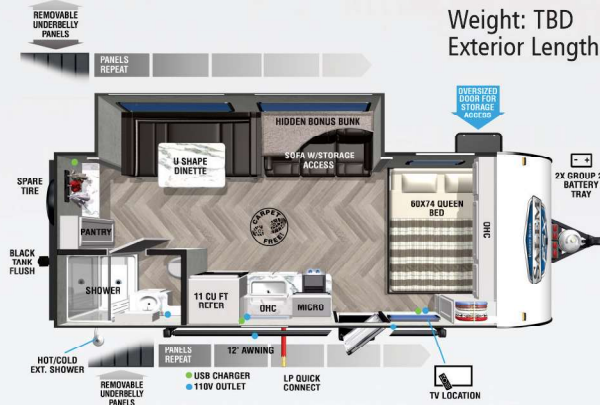 REMOVABLE
UNDERBELLY
PANELS
PANELS
REPEAT
Weight: TBD
Exterior Length
OVERSIZED
DOOR FOR
STORAGE
ACCESS
HIDDEN BONUS BUNK
U-SHAPE
DINETTE
SOFA W/STORAGE
ACCESS
SPARE
TIRE
60X74 QUEEN
BED
2X GROUP 2
BATTERY
TRAY
CARPET
FREE!
OHC
SALEM
PANTRY
BLACK
TANK
FLUSH
SHOWER
11 CU FT
REFER
OHC
MICRO
HOT/COLD
EXT. SHOWER
PANELS
REPEAT
12' AWNING
USB CHARGER
110V OUTLET
LP QUICK
CONNECT
TV LOCATION
REMOVABLE
UNDERBELLY
PANELS